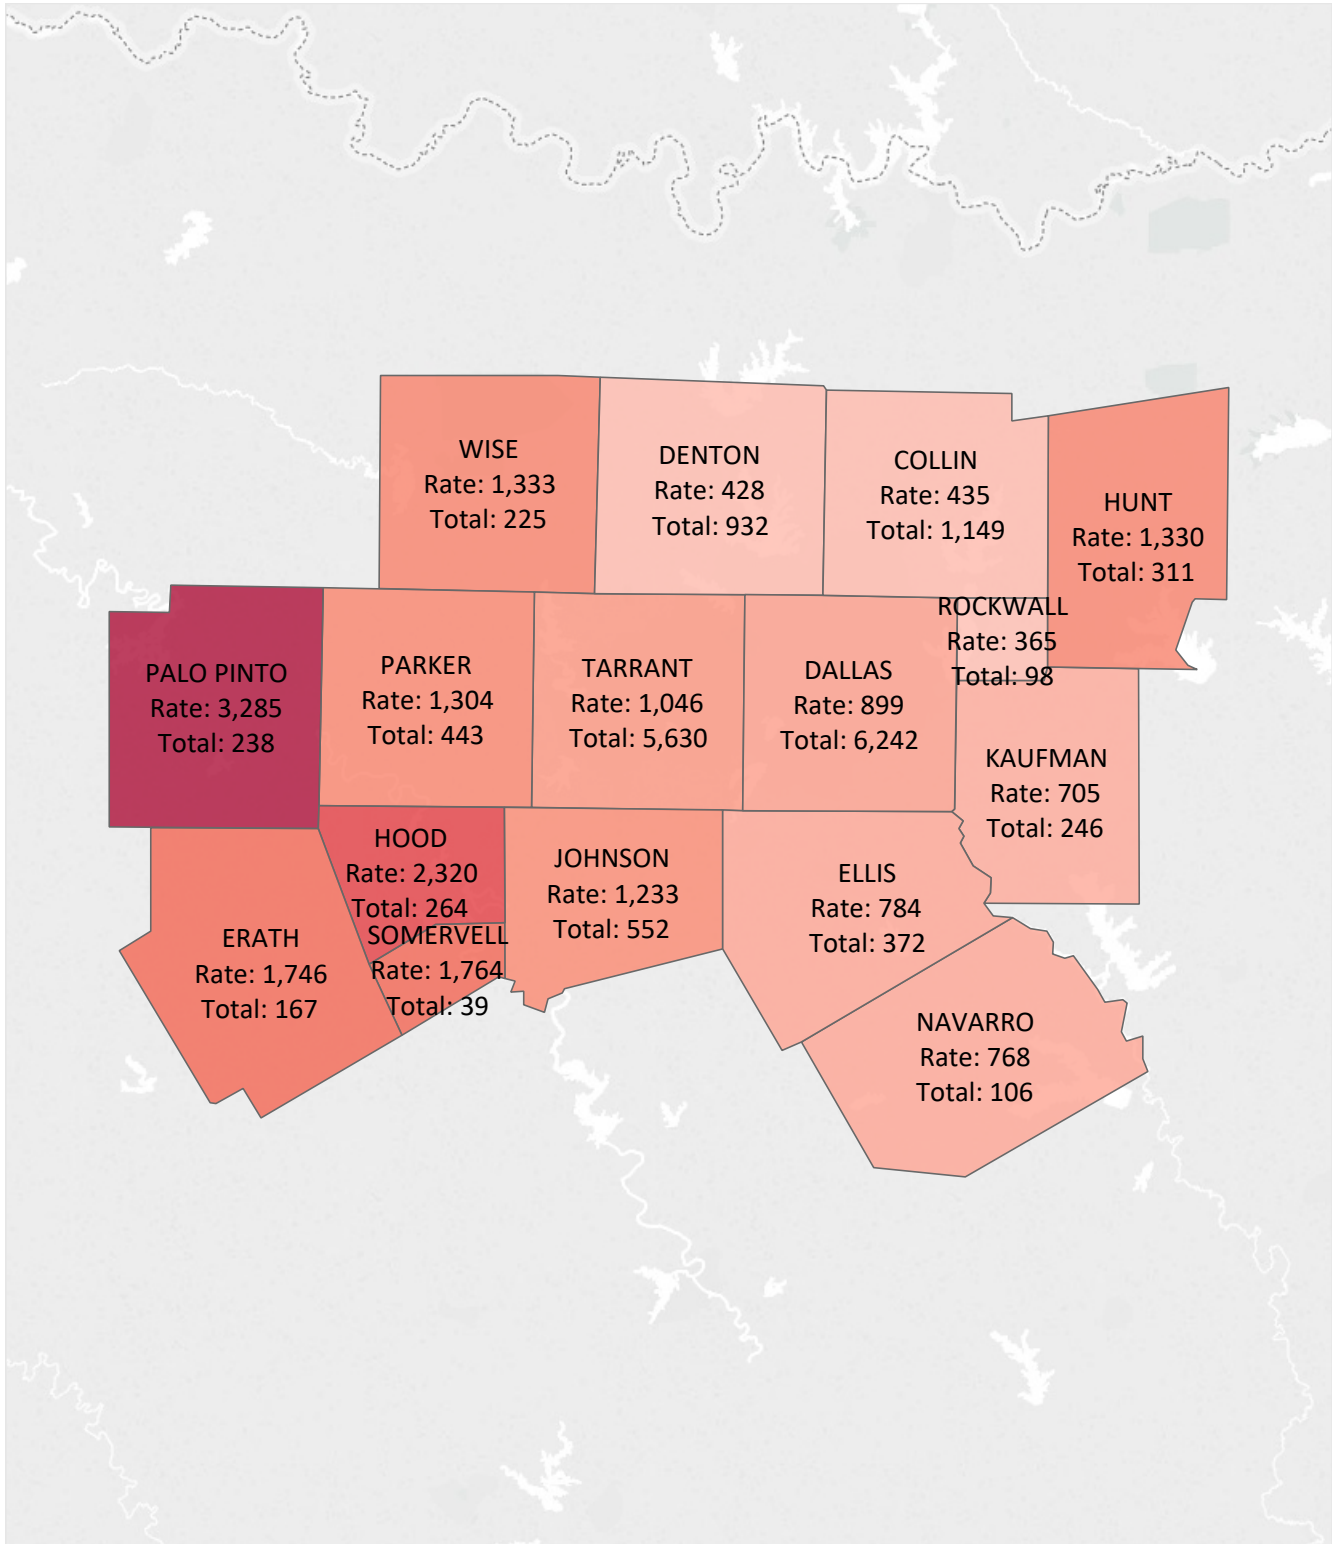 WISE
Rate: 1,333
Total: 225
DENTON
Rate: 428
Total: 932
COLLIN
Rate: 435
Total: 1,149
HUNT
Rate: 1,330
Total: 311
ROCKWALL
Rate: 365
Total: 98
PALO PINTO
Rate: 3,285
Total: 238
PARKER
Rate: 1,304
Total: 443
TARRANT
Rate: 1,046
Total: 5,630
DALLAS
Rate: 899
Total: 6,242
KAUFMAN
Rate: 705
Total: 246
HOOD
Rate: 2,320
Total: 264
JOHNSON
Rate: 1,233
Total: 552
ELLIS
Rate: 784
Total: 372
ERATH
Rate: 1,746
Total: 167
SOMERVELL
Rate: 1,764
Total: 39
NAVARRO
Rate: 768
Total: 106